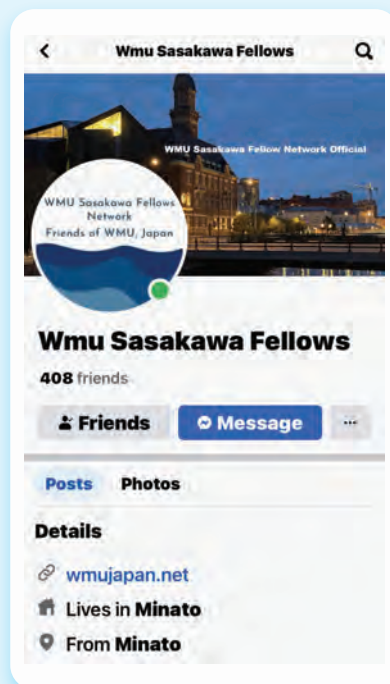 Wmu Sasakawa Fellows
WMU Sasakawa Fellow Network Official
WMU Sasakawa Fellows
Network
Friends of WMU, Japan
Wmu Sasakawa Fellows
408 friends
Friends
Message
...
Posts
Photos
Details
wmujapan.net
Lives in Minato
From Minato